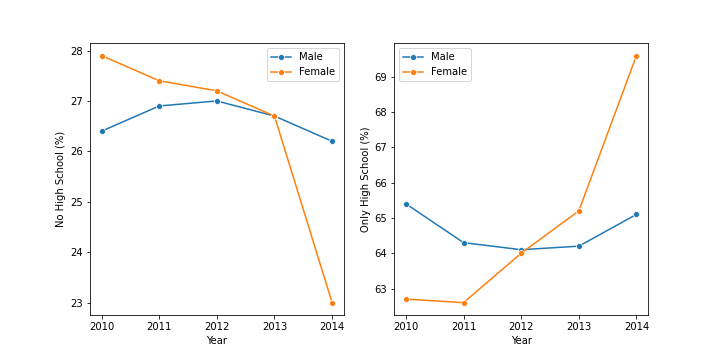 No High School (%)
28
27
26
25
24
23
2010 2011 2012 2013 2014
Year
Male
Female
Only High School (%)
69
68
67
66
65
64
63
2010 2011 2012 2013 2014
Year
Male
Female